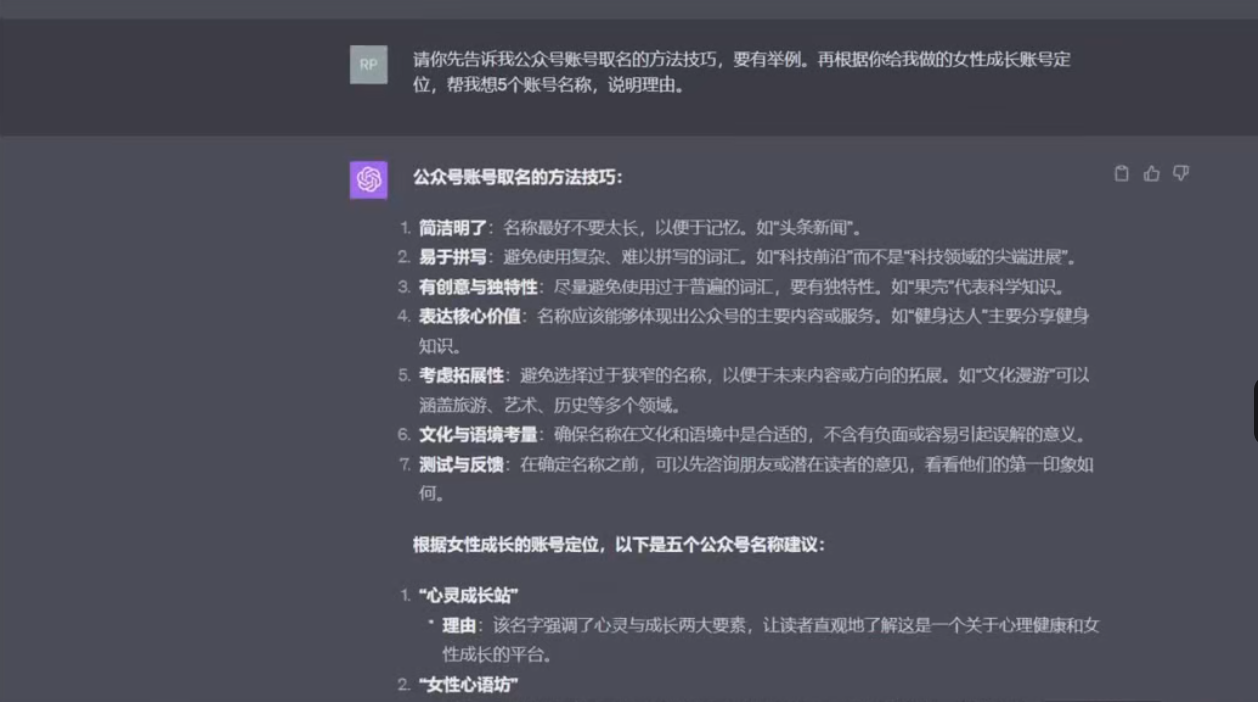 RP
请你先告诉我公众号账号取名的方法技巧，要有举例。再根据你给我做的女性成长账号定
位，帮我想5个账号名称，说明理由。
公众号账号取名的方法技巧：
1. 简洁明了：名称最好不要太长，以便于记忆。如“头条新闻”。
2. 易于拼写：避免使用复杂、难以拼写的词汇。如“科技前沿”而不是“科技领域的尖端进展”。
3. 有创意与独特性：尽量避免使用过于普遍的词汇，要有独特性。如“果壳”代表科学知识。
4. 表达核心价值：名称应该能够体现出公众号的主要内容或服务。如“健身达人”主要分享健身
知识。
5. 考虑拓展性：避免选择过于狭窄的名称，以便于未来内容或方向的拓展。如“文化漫游”可以
涵盖旅游、艺术、历史等多个领域。
6. 文化与语境考量：确保名称在文化和语境中是合适的，不含有负面或容易引起误解的意义。
7. 测试与反馈：在确定名称之前，可以先咨询朋友或潜在读者的意见，看看他们的第一印象如
何。
根据女性成长的账号定位，以下是五个公众号名称建议：
1. “心灵成长站”
• 理由：该名字强调了心灵与成长两大要素，让读者直观地了解这是一个关于心理健康和女
性成长的平台。
2. “女性心语坊”